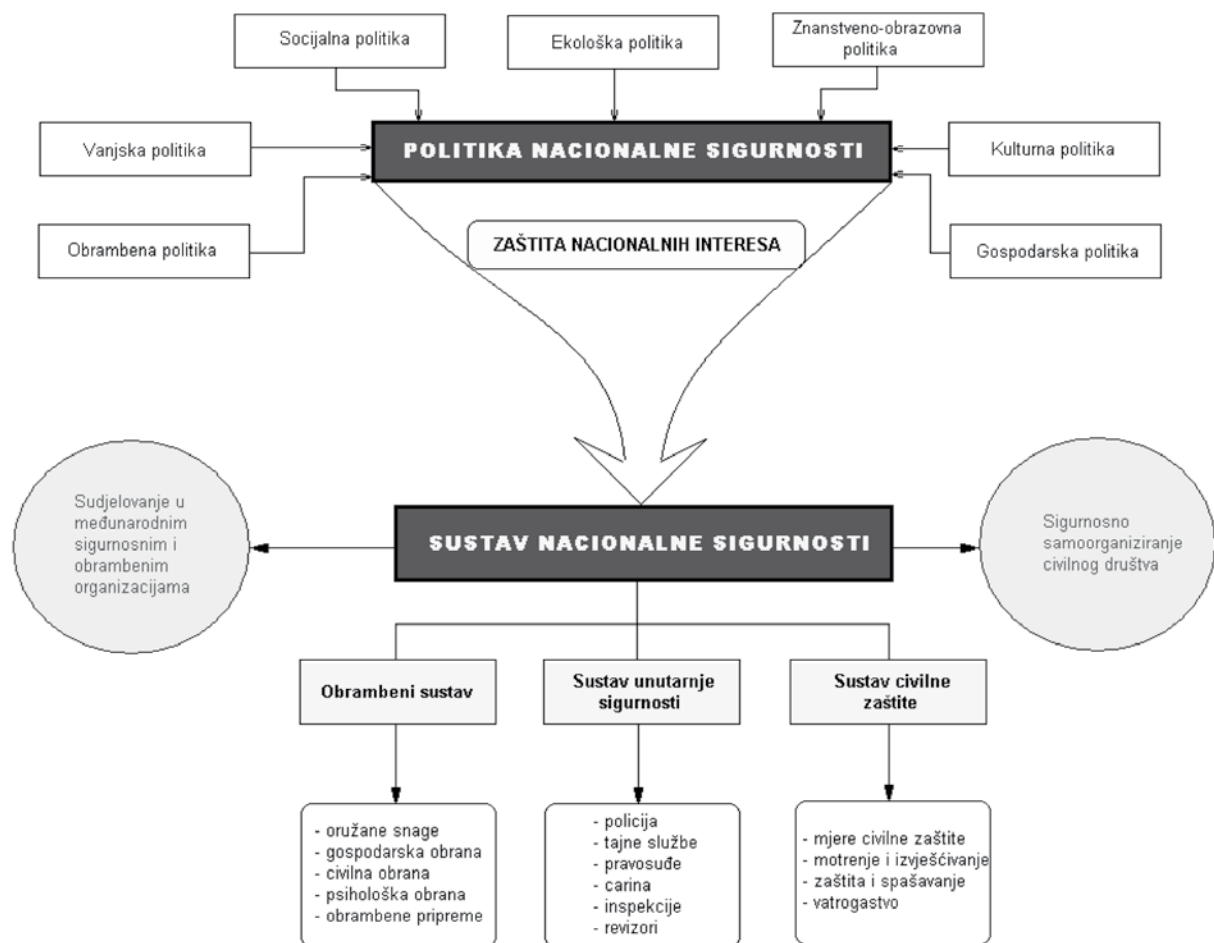 Socijalna politika
Ekološka politika
Znanstveno-obrazovna
politika
Vanjska politika
POLITIKA NACIONALNE SIGURNOSTI
Kulturna politika
Obrambena politika
ZAŠTITA NACIONALNIH INTERESA
Gospodarska politika
Sudjelovanje u
međunarodnim
sigurnosnim i
obrambenim
organizacijama
SUSTAV NACIONALNE SIGURNOSTI
Sigurnosno
samoorganiziranje
civilnog društva
Obrambeni sustav
Sustav unutarnje
sigurnosti
Sustav civilne
zaštite
- oružane snage
- gospodarska obrana
- civilna obrana
- psihološka obrana
- obrambene pripreme
- policija
- tajne službe
- pravosuđe
- carina
- inspekcije
- revizori
- mjere civilne zaštite
- motrenje i izvješćivanje
- zaštita i spašavanje
- vatrogastvo